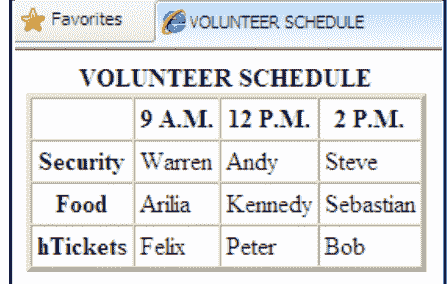 Favorites VOLUNTEER SCHEDULE
VOLUNTEER SCHEDULE
9 A.M. 12 P.M. 2 P.M.
Security Warren Andy Steve
Food Arilia Kennedy Sebastian
hTickets Felix Peter Bob